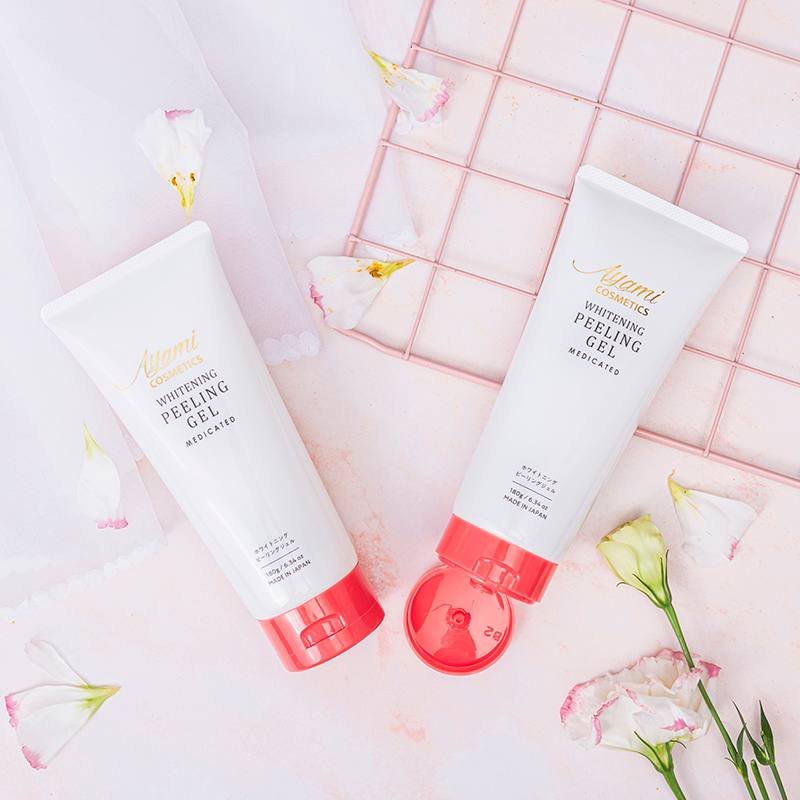 Ayami
COSMETICS
WHITENING
PEELING
GEL
MEDICATED
ホワイトニング
ピーリングジェル
180g / 6.34 oz
MADE IN JAPAN
Ayami
COSMETICS
WHITENING
PEELING
GEL
MEDICATED
ホワイトニング
ピーリングジェル
180g / 6.34 oz
MADE IN JAPAN
B2